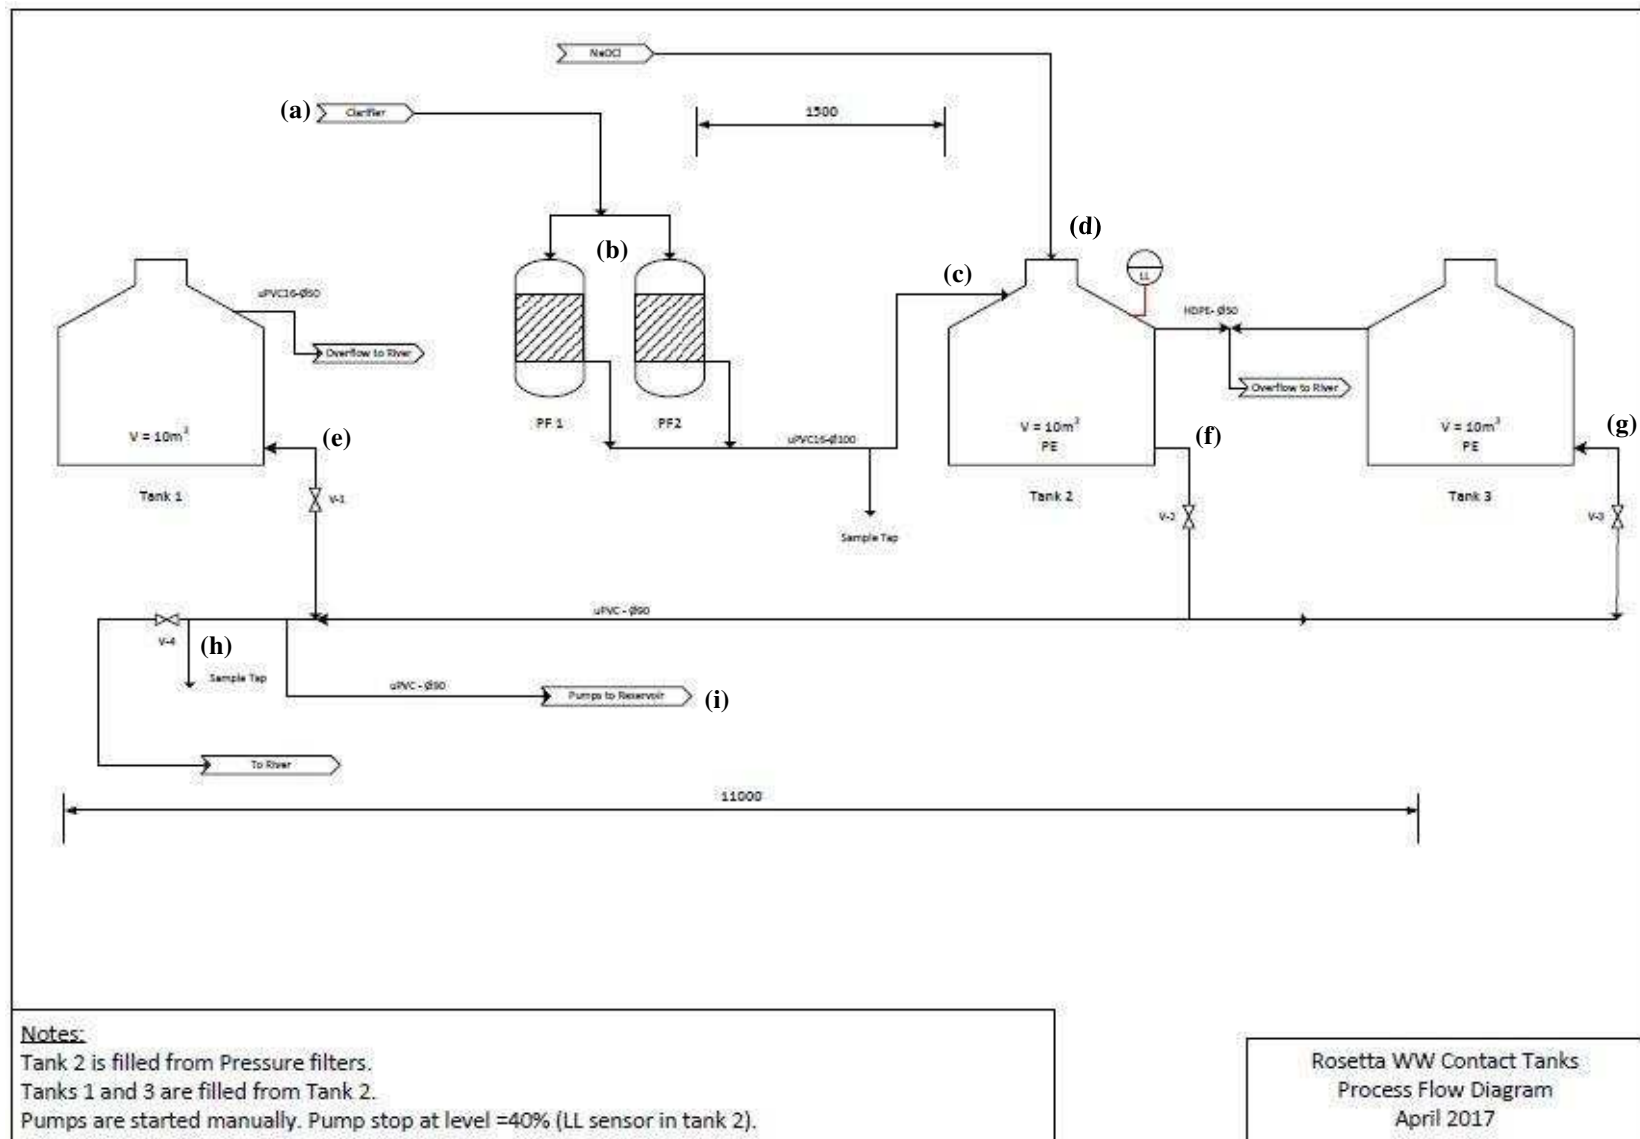 NaOCl
(a) Clarifier
1500
(b)
(c)
(d)
LL
uPVC16-Ø50
Overflow to River
HDPE- Ø50
Overflow to River
PF 1
PF2
uPVC16-Ø100
V = 10m³
(e)
V = 10m³
PE
(f)
V = 10m³
PE
(g)
Tank 1
V-1
Sample Tap
Tank 2
V-2
Tank 3
V-3
uPVC - Ø90
V-4
(h)
Sample Tap
uPVC - Ø90
Pumps to Reservoir
(i)
To River
11000
Notes:
Tank 2 is filled from Pressure filters.
Tanks 1 and 3 are filled from Tank 2.
Pumps are started manually. Pump stop at level =40% (LL sensor in tank 2).
Rosetta WW Contact Tanks
Process Flow Diagram
April 2017